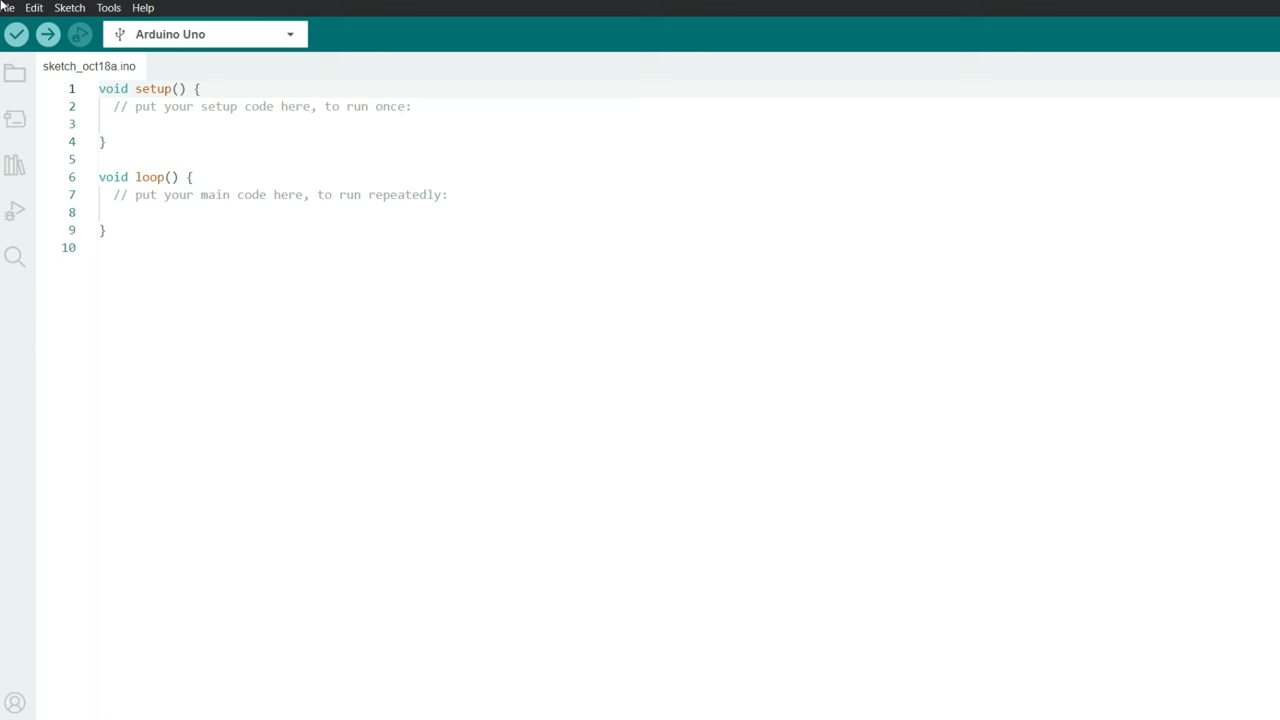 Edit Sketch Tools Help
Arduino Uno
sketch_oct18a.ino
1 void setup() {
2 // put your setup code here, to run once:
3
4 }
5
6 void loop() {
7 // put your main code here, to run repeatedly:
8
9 }
10